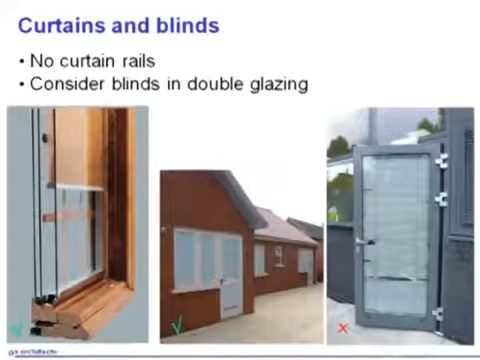 Curtains and blinds
• No curtain rails
• Consider blinds in double glazing